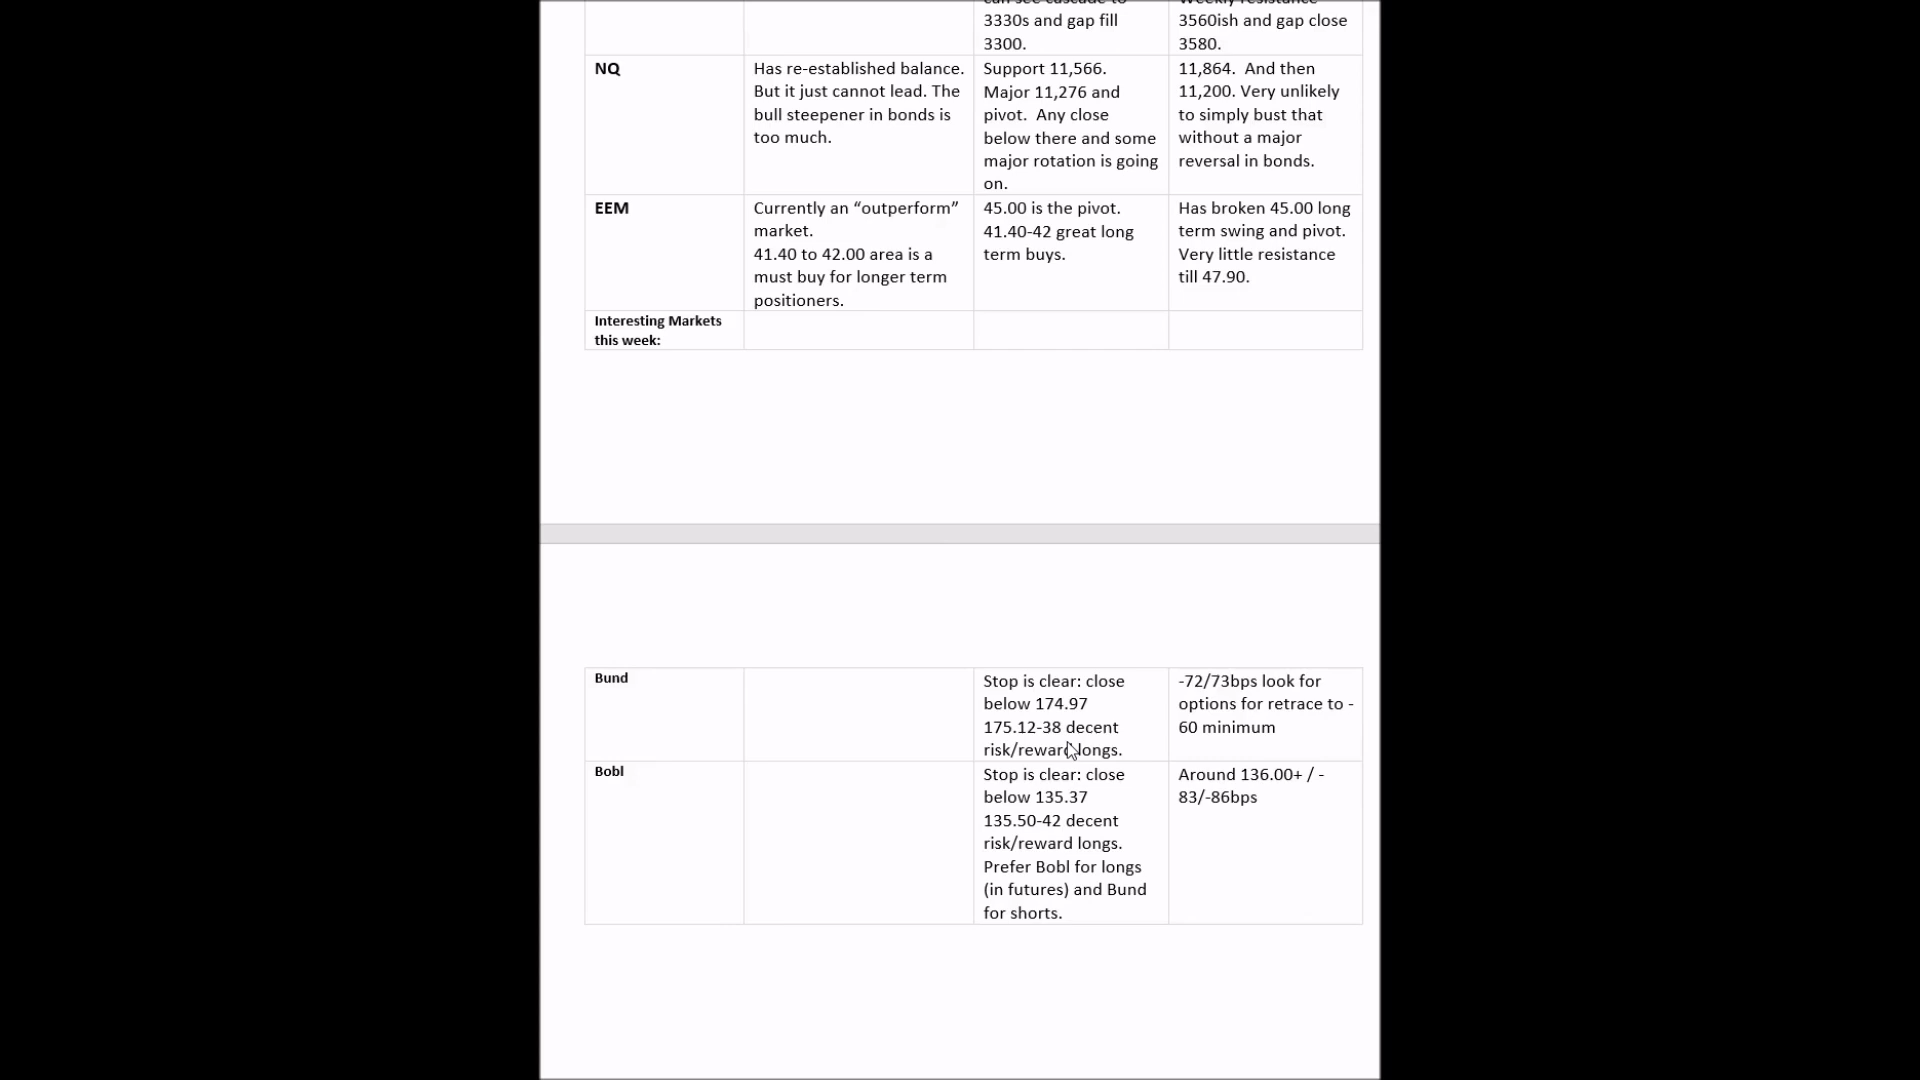 can see cascade to
3330s and gap fill
3300.
Weekly resistance
3560ish and gap close
3580.
NQ
Has re-established balance.
But it just cannot lead. The
bull steepener in bonds is
too much.
Support 11,566.
Major 11,276 and
pivot.  Any close
below there and some
major rotation is going
on.
11,864.  And then
11,200. Very unlikely
to simply bust that
without a major
reversal in bonds.
EEM
Currently an “outperform”
market.
41.40 to 42.00 area is a
must buy for longer term
positioners.
45.00 is the pivot.
41.40-42 great long
term buys.
Has broken 45.00 long
term swing and pivot.
Very little resistance
till 47.90.
Interesting Markets
this week:
Bund
Stop is clear: close
below 174.97
175.12-38 decent
risk/reward longs.
-72/73bps look for
options for retrace to -
60 minimum
Bobl
Stop is clear: close
below 135.37
135.50-42 decent
risk/reward longs.
Prefer Bobl for longs
(in futures) and Bund
for shorts.
Around 136.00+ / -
83/-86bps